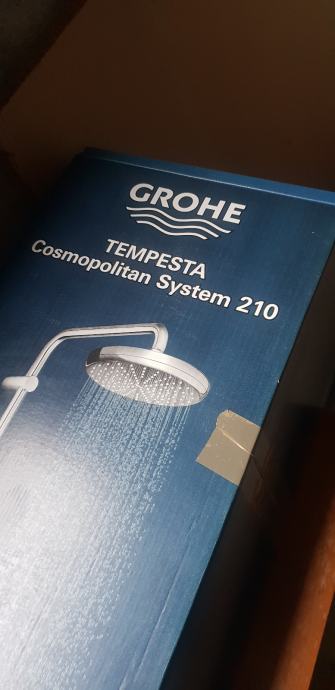 GROHE
TEMPESTA
Cosmopolitan System 210